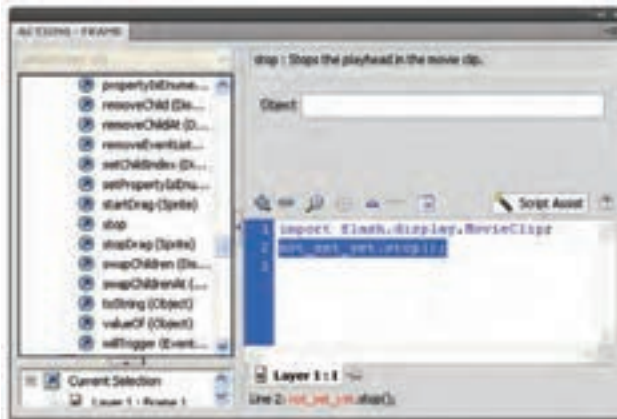 ACTIONS - FRAME
propertyIsEnume...
removeChild (Dis...
removeChildAt (D...
removeEventList...
setChildIndex (Di...
setPropertyIsEnu...
startDrag (Sprite)
stop
stopDrag (Sprite)
swapChildren (Dis...
swapChildrenAt (...
toString (Object)
valueOf (Object)
willTrigger (Event...
Current Selection
Layer 1 : Frame 1
stop : Stops the playhead in the movie clip.
Object
Script Assist
1 import flash.display.MovieClip;
2 not_set_yet.stop();
3
Layer 1 : 1
Line 2: not_set_yet.stop();